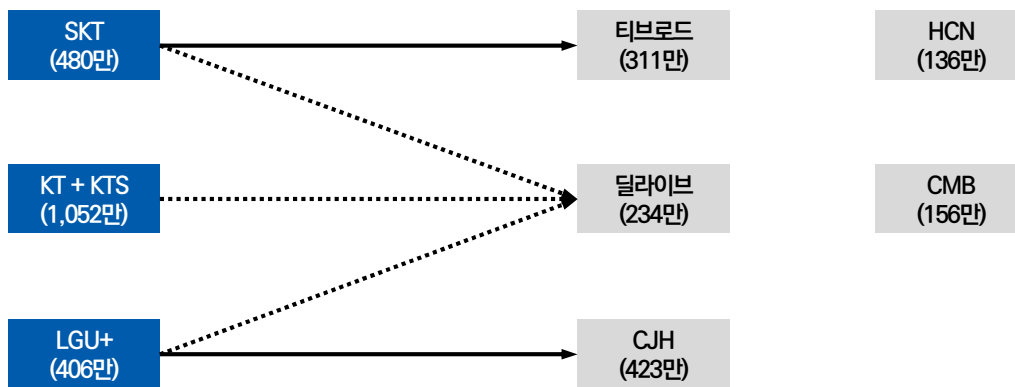 SKT
(480만)
티브로드
(311만)
HCN
(136만)
KT + KTS
(1,052만)
딜라이브
(234만)
CMB
(156만)
LGU+
(406만)
CJH
(423만)